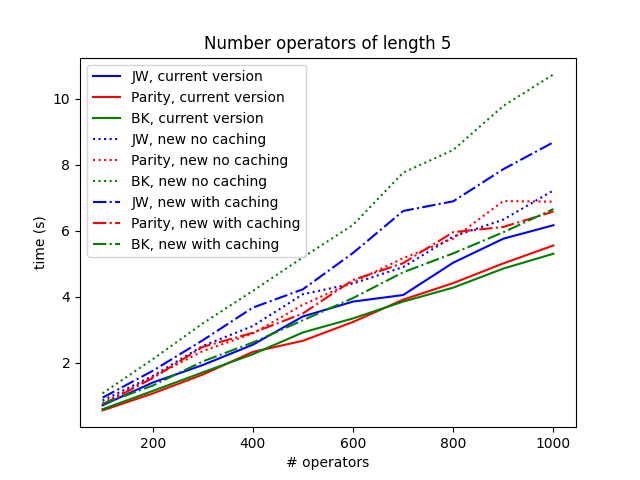 Number operators of length 5
JW, current version
Parity, current version
BK, current version
JW, new no caching
Parity, new no caching
BK, new no caching
JW, new with caching
Parity, new with caching
BK, new with caching
10
8
6
4
2
time (s)
200 400 600 800 1000
# operators